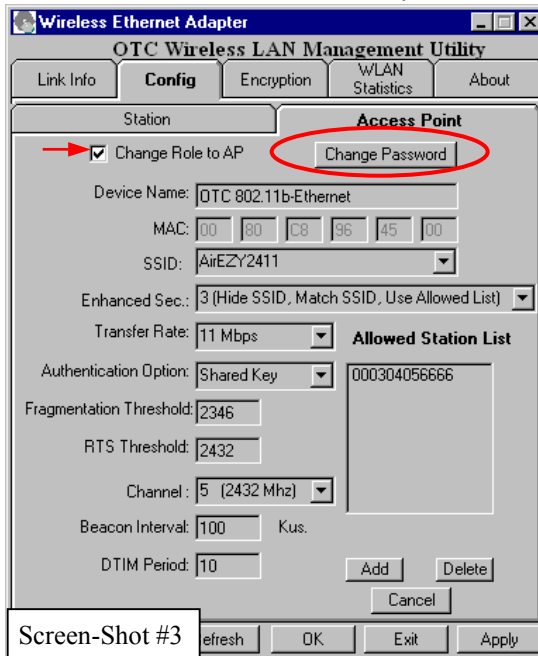 Wireless Ethernet Adapter
OTC Wireless LAN Management Utility
Link Info Config Encryption WLAN Statistics About
Station Access Point
Change Role to AP Change Password
Device Name: OTC 802.11b-Ethernet
MAC: 00 80 C8 96 45 00
SSID: AirEZY2411
Enhanced Sec.: 3 (Hide SSID, Match SSID, Use Allowed List)
Transfer Rate: 11 Mbps Allowed Station List
Authentication Option: Shared Key 000304056666
Fragmentation Threshold: 2346
RTS Threshold: 2432
Channel : 5 (2432 Mhz)
Beacon Interval: 100 Kus.
DTIM Period: 10 Add Delete
Cancel
Screen-Shot #3 efresh OK Exit Apply